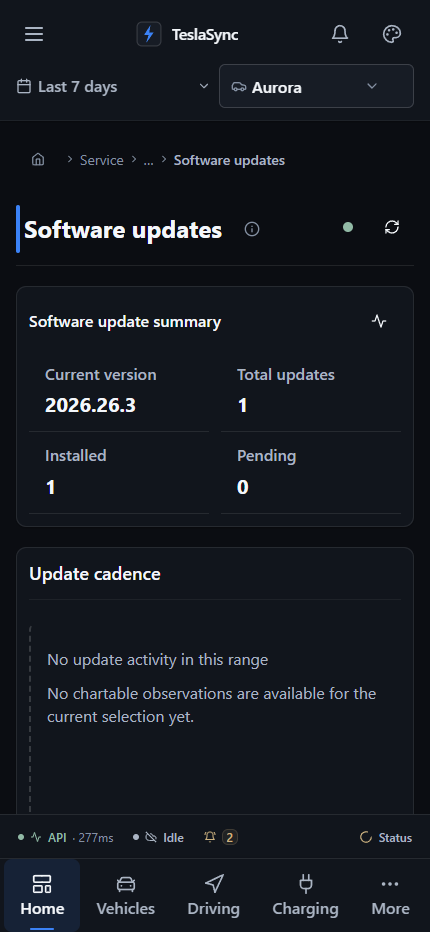 TeslaSync
Last 7 days
Aurora
Service
...
Software updates
Software updates
Software update summary
Current version
Total updates
2026.26.3
1
Installed
Pending
1
0
Update cadence
No update activity in this range
No chartable observations are available for the
current selection yet.
API · 277ms
Idle
2
Status
Home
Vehicles
Driving
Charging
More